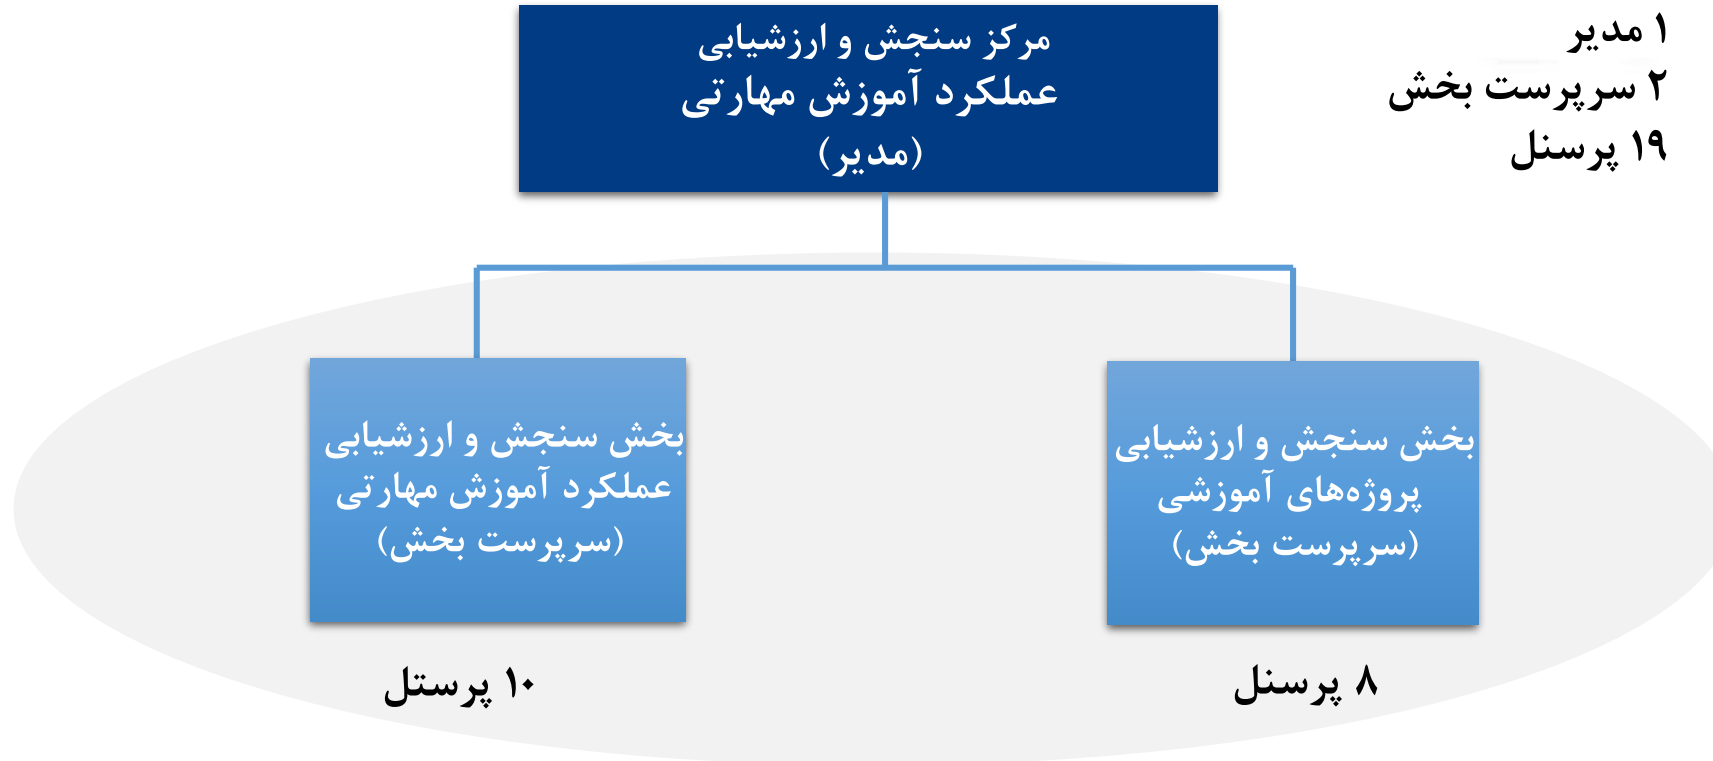 مرکز سنجش و ارزشیابی
عملکرد آموزش مهارتی
(مدیر)
۱ مدیر
۲ سرپرست بخش
۱۹ پرسنل
بخش سنجش و ارزشیابی
پروژه‌های آموزشی
(سرپرست بخش)
۸ پرسنل
بخش سنجش و ارزشیابی
عملکرد آموزش مهارتی
(سرپرست بخش)
۱۰ پرستل